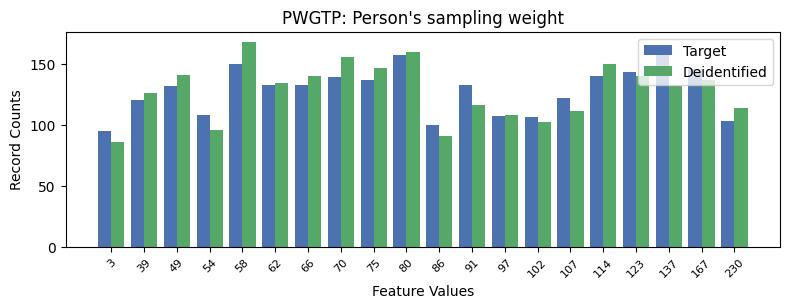 PWGTP: Person's sampling weight
Record Counts
150
100
50
0
Target
Deidentified
3 39 49 54 58 62 66 70 75 80 86 91 97 102 107 114 123 137 167 230
Feature Values